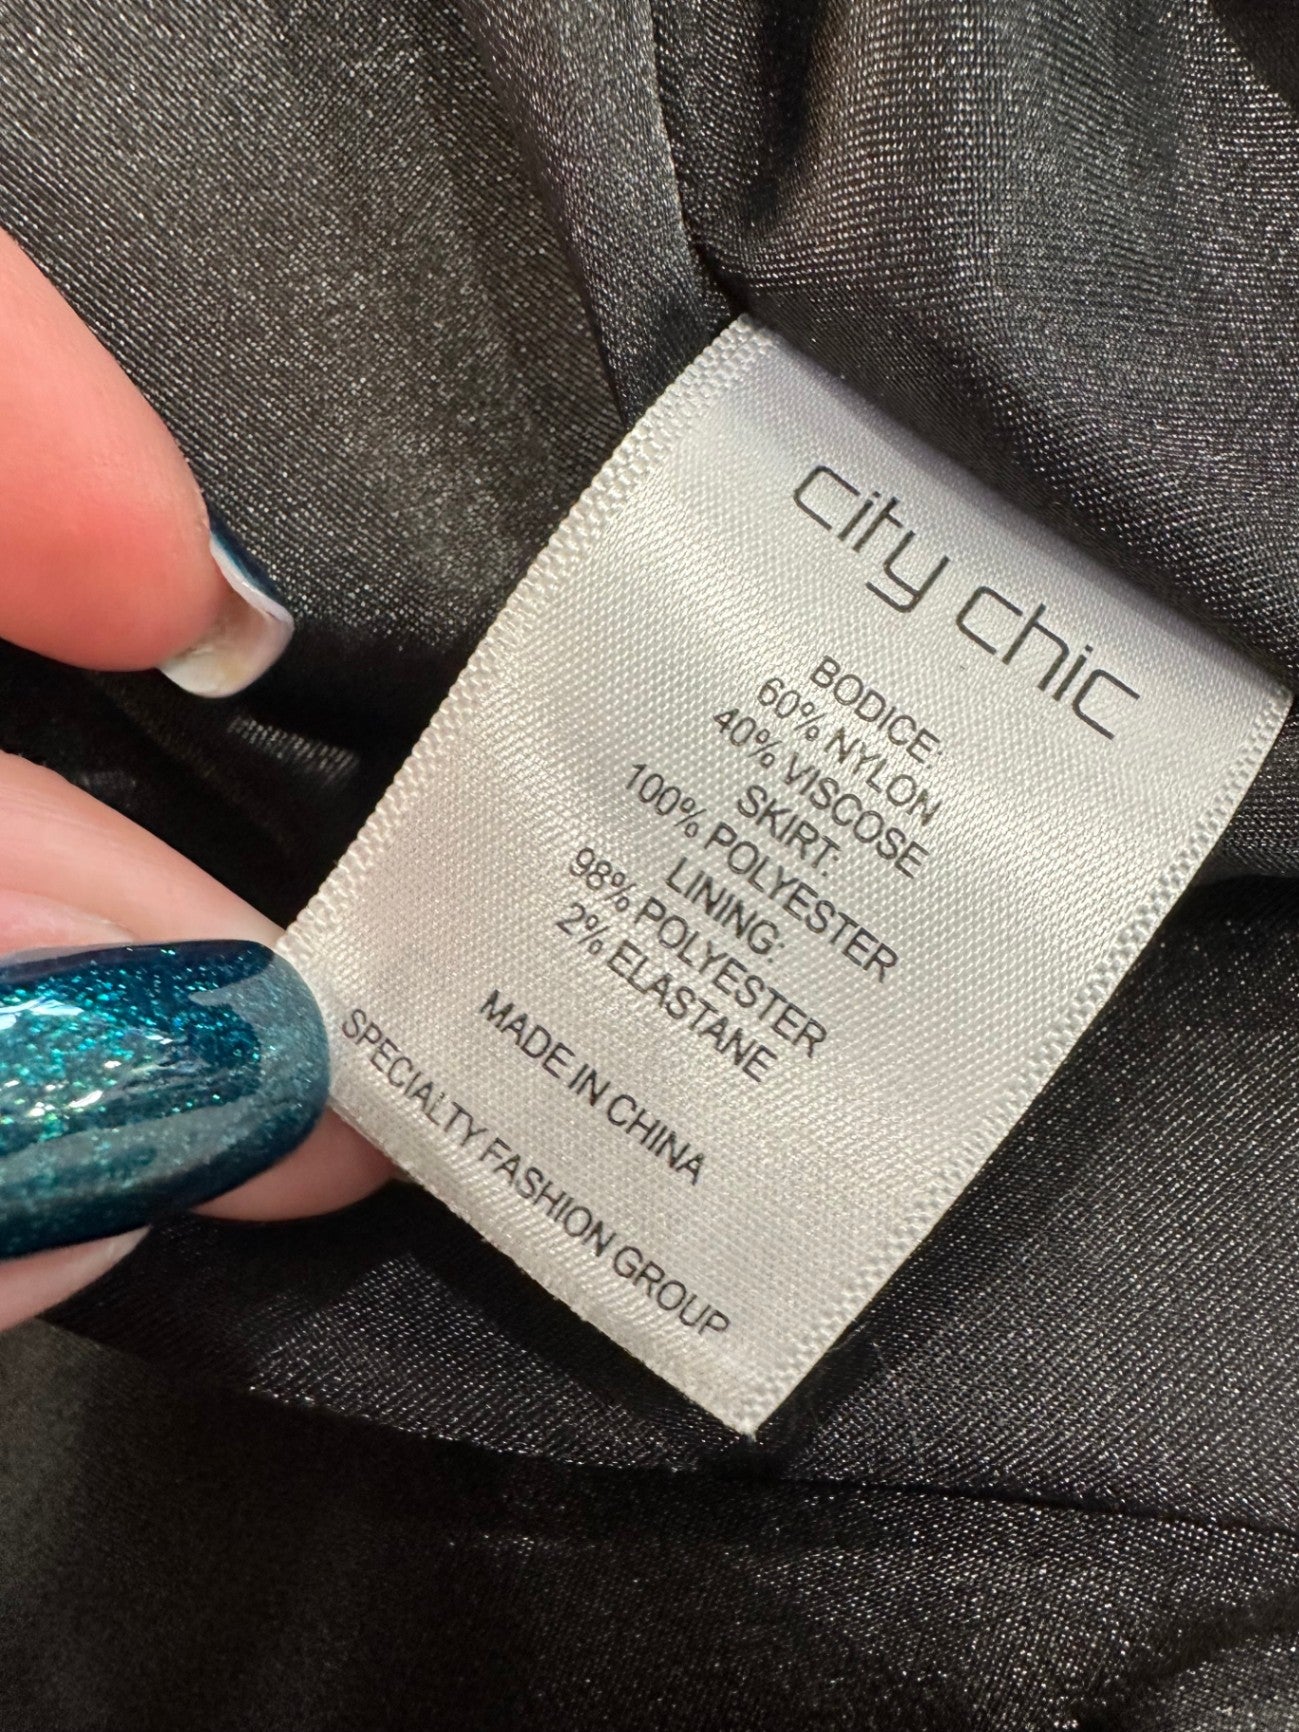 city chic
BODICE:
60% NYLON
40% VISCOSE
SKIRT:
100% POLYESTER
LINING:
98% POLYESTER
2% ELASTANE
MADE IN CHINA
SPECIALTY FASHION GROUP